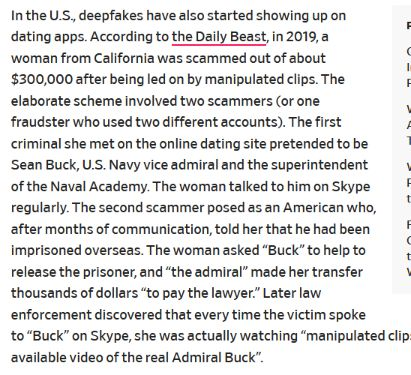 In the U.S., deepfakes have also started showing up on
dating apps. According to the Daily Beast, in 2019, a
woman from California was scammed out of about
$300,000 after being led on by manipulated clips. The
elaborate scheme involved two scammers (or one
fraudster who used two different accounts). The first
criminal she met on the online dating site pretended to be
Sean Buck, U.S. Navy vice admiral and the superintendent
of the Naval Academy. The woman talked to him on Skype
regularly. The second scammer posed as an American who,
after months of communication, told her that he had been
imprisoned overseas. The woman asked “Buck” to help to
release the prisoner, and “the admiral” made her transfer
thousands of dollars “to pay the lawyer.” Later law
enforcement discovered that every time the victim spoke
to “Buck” on Skype, she was actually watching “manipulated clip
available video of the real Admiral Buck”.